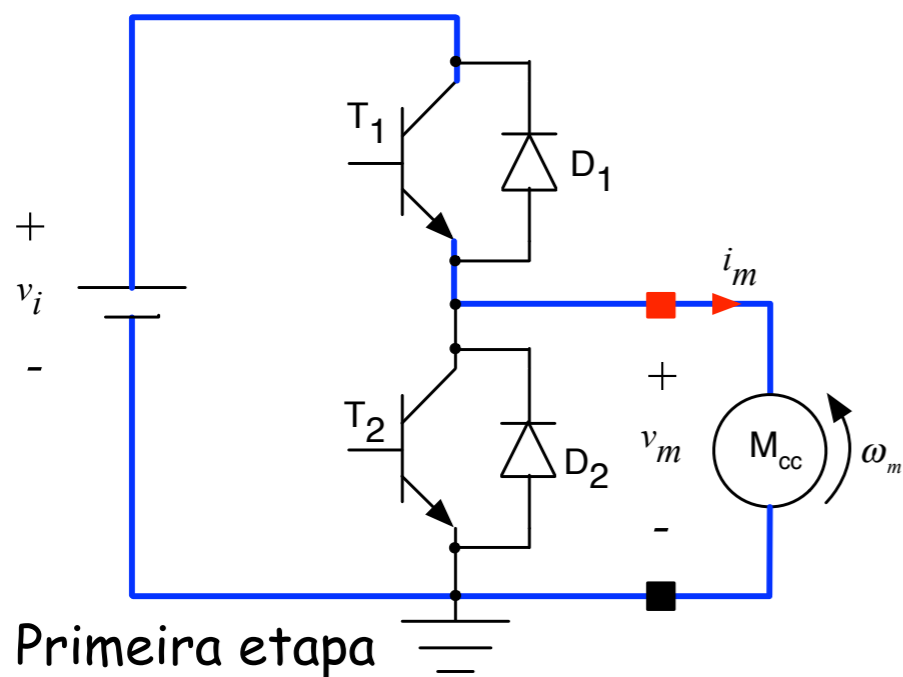 T1
D1
+
vi
-
im
+
vm
-
T2
D2
Mcc
ωm
Primeira etapa